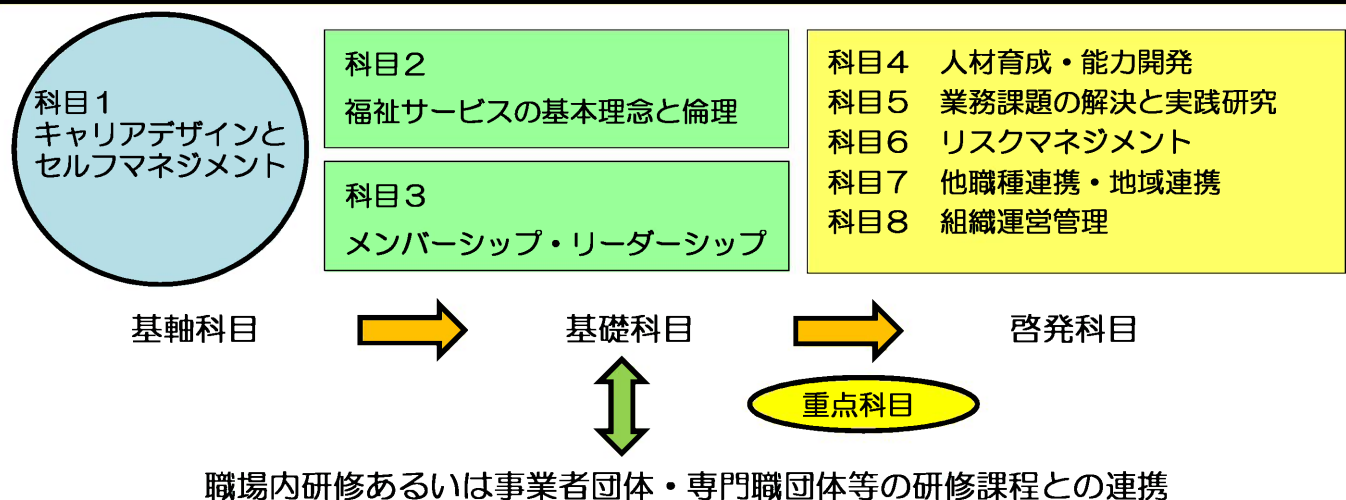 科目1
キャリアデザインと
セルフマネジメント
科目2
福祉サービスの基本理念と倫理
科目3
メンバーシップ・リーダーシップ
科目4　人材育成・能力開発
科目5　業務課題の解決と実践研究
科目6　リスクマネジメント
科目7　他職種連携・地域連携
科目8　組織運営管理
基軸科目
基礎科目
啓発科目
重点科目
職場内研修あるいは事業者団体・専門職団体等の研修課程との連携